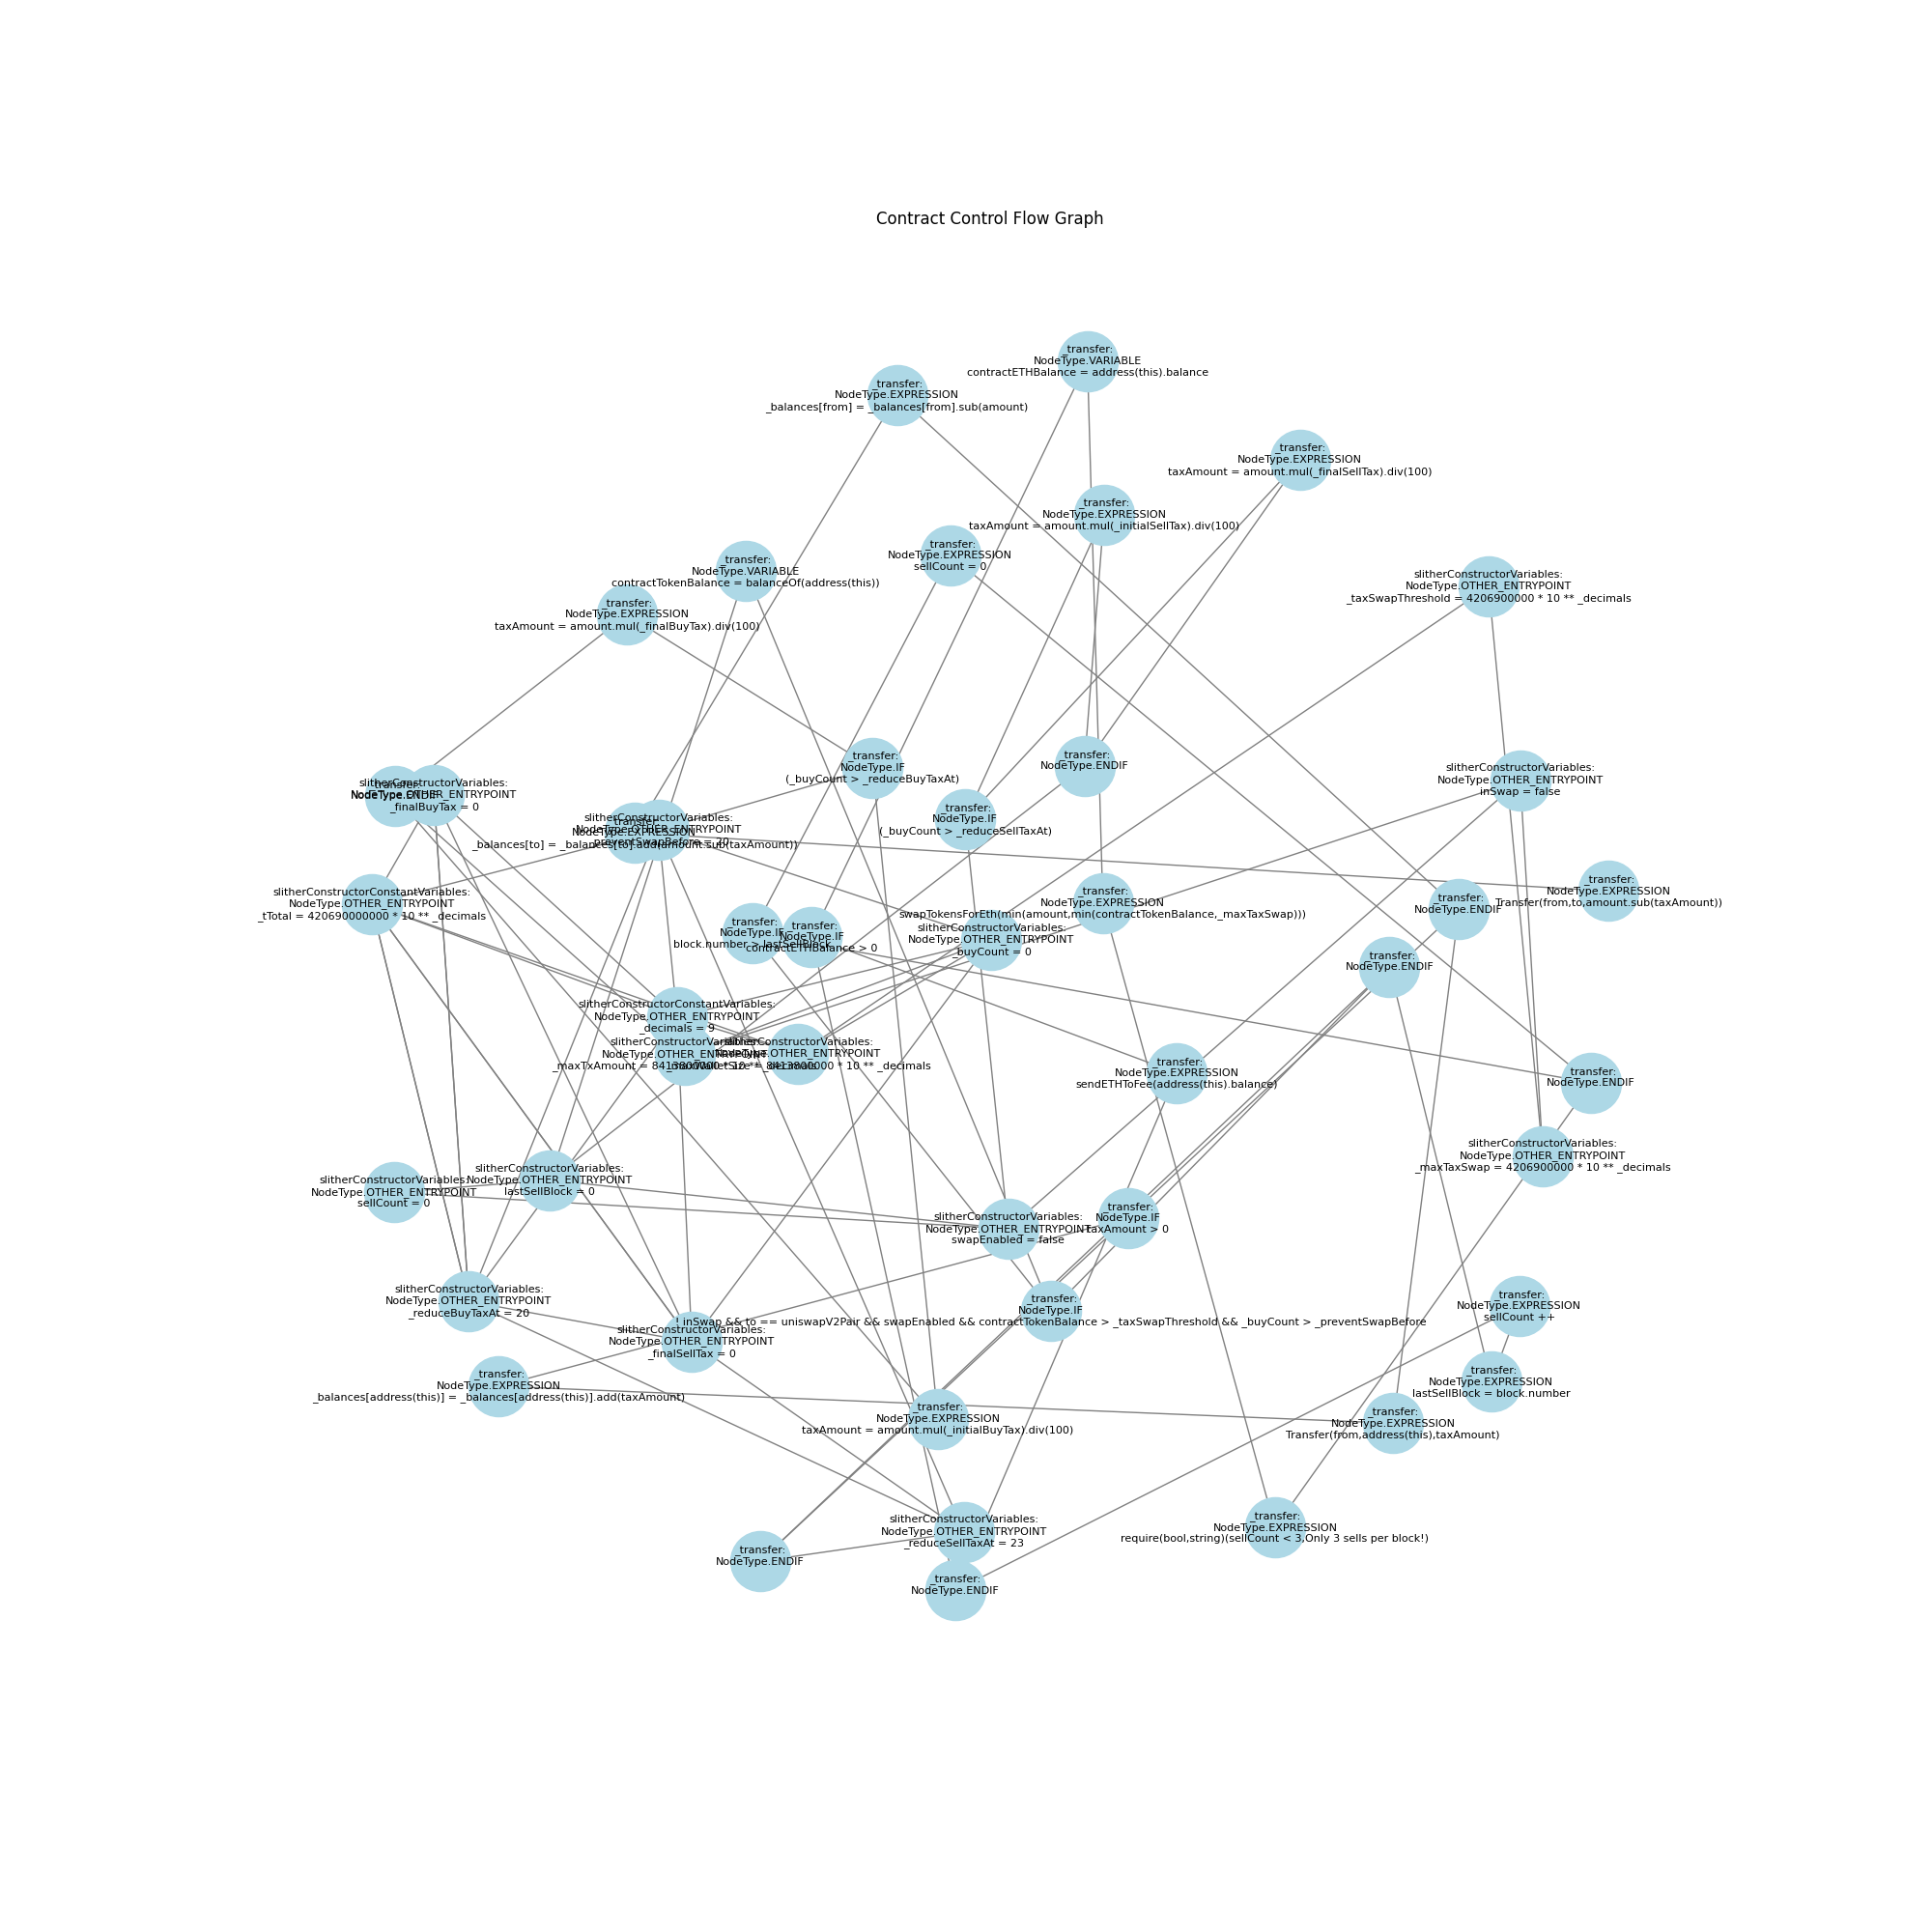 Contract Control Flow Graph
_transfer:
NodeType.VARIABLE
contractETHBalance = address(this).balance
_transfer:
NodeType.EXPRESSION
_balances[from] = _balances[from].sub(amount)
_transfer:
NodeType.EXPRESSION
taxAmount = amount.mul(_finalSellTax).div(100)
_transfer:
NodeType.EXPRESSION
taxAmount = amount.mul(_initialSellTax).div(100)
_transfer:
NodeType.EXPRESSION
sellCount = 0
_transfer:
NodeType.VARIABLE
contractTokenBalance = balanceOf(address(this))
slitherConstructorVariables:
NodeType.OTHER_ENTRYPOINT
_taxSwapThreshold = 4206900000 * 10 ** _decimals
_transfer:
NodeType.EXPRESSION
taxAmount = amount.mul(_finalBuyTax).div(100)
_transfer:
NodeType.IF
(_buyCount > _reduceBuyTaxAt)
_transfer:
NodeType.ENDIF
slitherConstructorVariables:
NodeType.OTHER_ENTRYPOINT
inSwap = false
slitherConstructorVariables:
NodeType.OTHER_ENTRYPOINT
_finalBuyTax = 0
_transfer:
NodeType.ENDIF
_transfer:
NodeType.IF
(_buyCount > _reduceSellTaxAt)
slitherConstructorVariables:
NodeType.OTHER_ENTRYPOINT
_preventSwapBefore = 20
_transfer:
NodeType.EXPRESSION
_balances[to] = _balances[to].add(amount.sub(taxAmount))
_transfer:
NodeType.EXPRESSION
Transfer(from,to,amount.sub(taxAmount))
slitherConstructorConstantVariables:
NodeType.OTHER_ENTRYPOINT
_tTotal = 420690000000 * 10 ** _decimals
_transfer:
NodeType.EXPRESSION
swapTokensForEth(min(amount,min(contractTokenBalance,_maxTaxSwap)))
_transfer:
NodeType.ENDIF
_transfer:
NodeType.IF
block.number > lastSellBlock
_transfer:
NodeType.IF
contractETHBalance > 0
slitherConstructorVariables:
NodeType.OTHER_ENTRYPOINT
_buyCount = 0
_transfer:
NodeType.ENDIF
slitherConstructorConstantVariables:
NodeType.OTHER_ENTRYPOINT
_decimals = 9
slitherConstructorVariables:
NodeType.OTHER_ENTRYPOINT
_maxTxAmount = 8413800000 * 10 ** _decimals
slitherConstructorVariables:
NodeType.OTHER_ENTRYPOINT
_maxWalletSize = 8413800000 * 10 ** _decimals
_transfer:
NodeType.EXPRESSION
sendETHToFee(address(this).balance)
_transfer:
NodeType.ENDIF
slitherConstructorVariables:
NodeType.OTHER_ENTRYPOINT
_maxTaxSwap = 4206900000 * 10 ** _decimals
slitherConstructorVariables:
NodeType.OTHER_ENTRYPOINT
sellCount = 0
slitherConstructorVariables:
NodeType.OTHER_ENTRYPOINT
lastSellBlock = 0
slitherConstructorVariables:
NodeType.OTHER_ENTRYPOINT
swapEnabled = false
_transfer:
NodeType.IF
taxAmount > 0
slitherConstructorVariables:
NodeType.OTHER_ENTRYPOINT
_reduceBuyTaxAt = 20
_transfer:
NodeType.IF
! inSwap && to == uniswapV2Pair && swapEnabled && contractTokenBalance > _taxSwapThreshold && _buyCount > _preventSwapBefore
_transfer:
NodeType.EXPRESSION
sellCount ++
slitherConstructorVariables:
NodeType.OTHER_ENTRYPOINT
_finalSellTax = 0
_transfer:
NodeType.EXPRESSION
lastSellBlock = block.number
_transfer:
NodeType.EXPRESSION
_balances[address(this)] = _balances[address(this)].add(taxAmount)
_transfer:
NodeType.EXPRESSION
taxAmount = amount.mul(_initialBuyTax).div(100)
_transfer:
NodeType.EXPRESSION
Transfer(from,address(this),taxAmount)
_transfer:
NodeType.EXPRESSION
require(bool,string)(sellCount < 3,Only 3 sells per block!)
slitherConstructorVariables:
NodeType.OTHER_ENTRYPOINT
_reduceSellTaxAt = 23
_transfer:
NodeType.ENDIF
_transfer:
NodeType.ENDIF